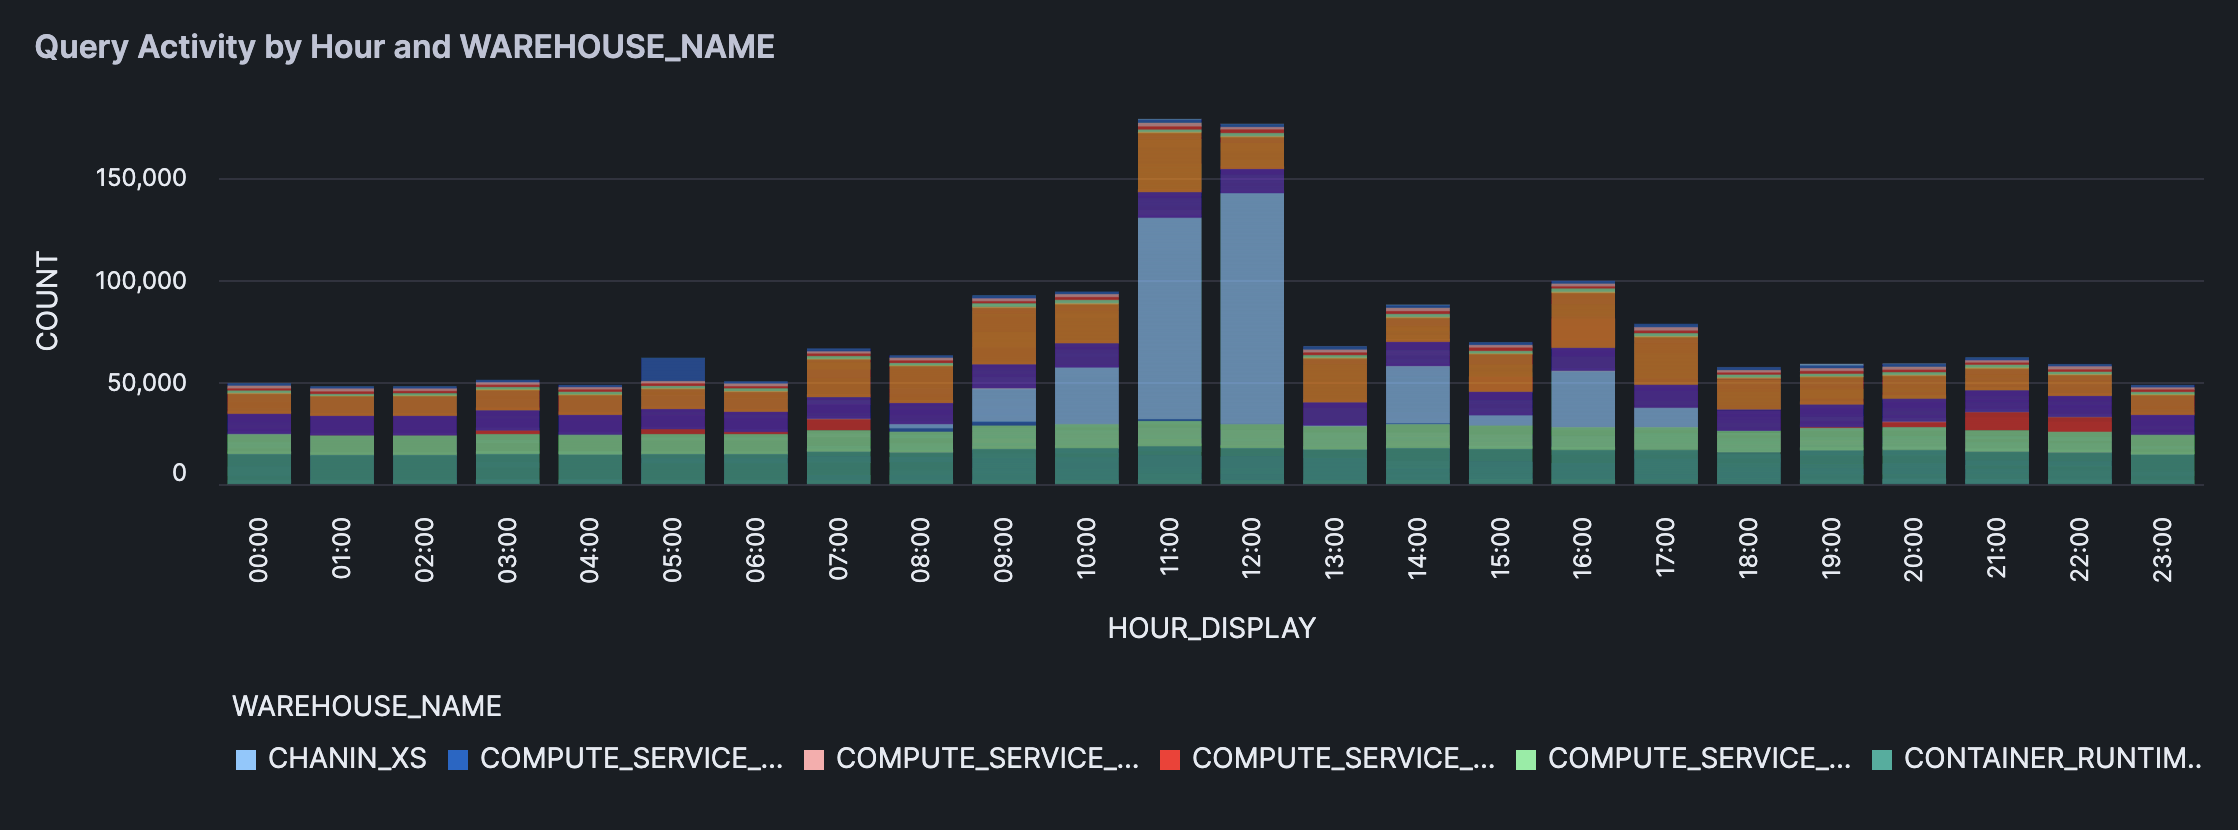 Query Activity by Hour and WAREHOUSE_NAME
150,000
100,000
50,000
0
COUNT
00:00 01:00 02:00 03:00 04:00 05:00 06:00 07:00 08:00 09:00 10:00 11:00 12:00 13:00 14:00 15:00 16:00 17:00 18:00 19:00 20:00 21:00 22:00 23:00
HOUR_DISPLAY
WAREHOUSE_NAME
CHANIN_XS COMPUTE_SERVICE_... COMPUTE_SERVICE_... COMPUTE_SERVICE_... COMPUTE_SERVICE_... CONTAINER_RUNTIM..